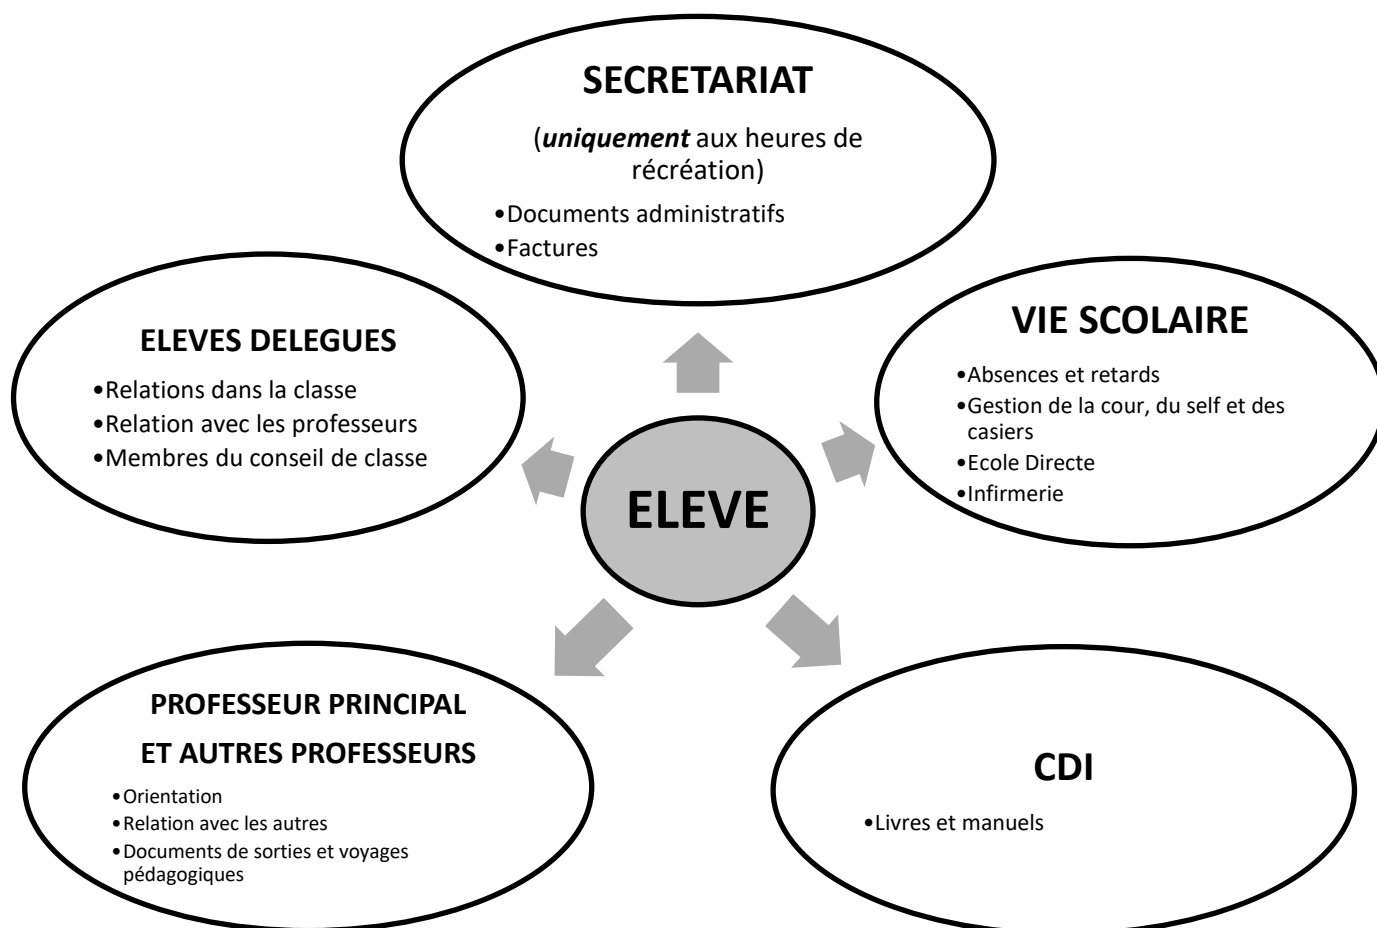 SECRETARIAT
(uniquement aux heures de
récréation)
•Documents administratifs
•Factures
ELEVES DELEGUES
•Relations dans la classe
•Relation avec les professeurs
•Membres du conseil de classe
VIE SCOLAIRE
•Absences et retards
•Gestion de la cour, du self et des
casiers
•Ecole Directe
•Infirmerie
ELEVE
PROFESSEUR PRINCIPAL
ET AUTRES PROFESSEURS
•Orientation
•Relation avec les autres
•Documents de sorties et voyages
pédagogiques
CDI
•Livres et manuels